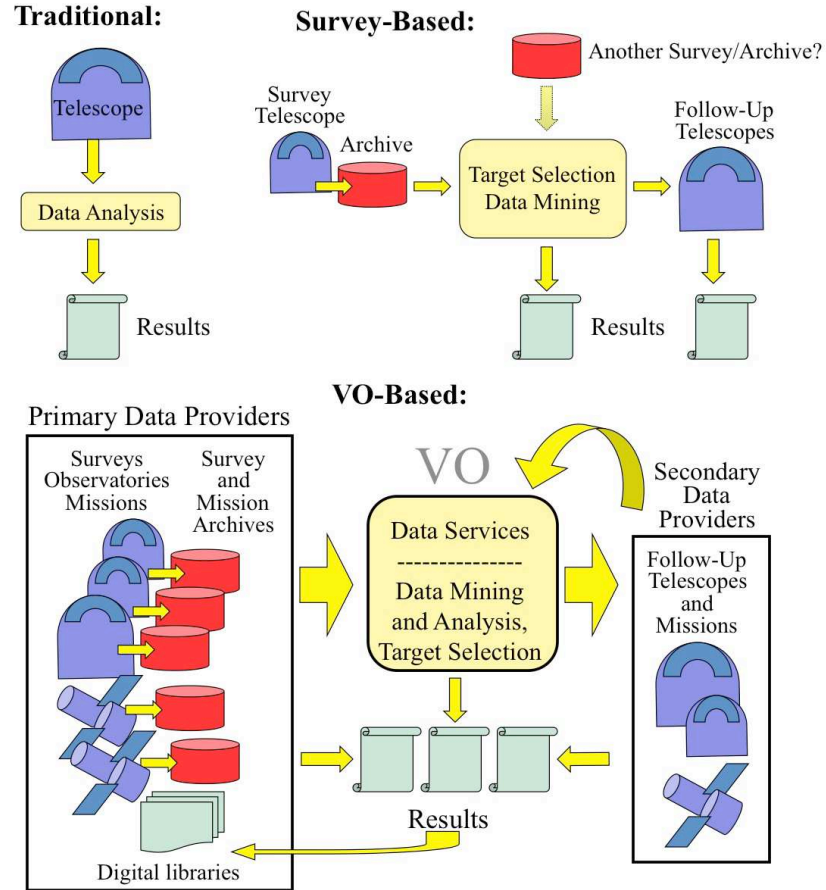 Traditional:
Telescope
Data Analysis
Results
Survey-Based:
Another Survey/Archive?
Survey
Telescope
Archive
Target Selection
Data Mining
Follow-Up
Telescopes
Results
VO-Based:
Primary Data Providers
Surveys
Observatories
Missions
Survey
and
Mission
Archives
Digital libraries
VO
Data Services
---------------
Data Mining
and Analysis,
Target Selection
Results
Secondary
Data
Providers
Follow-Up
Telescopes
and
Missions